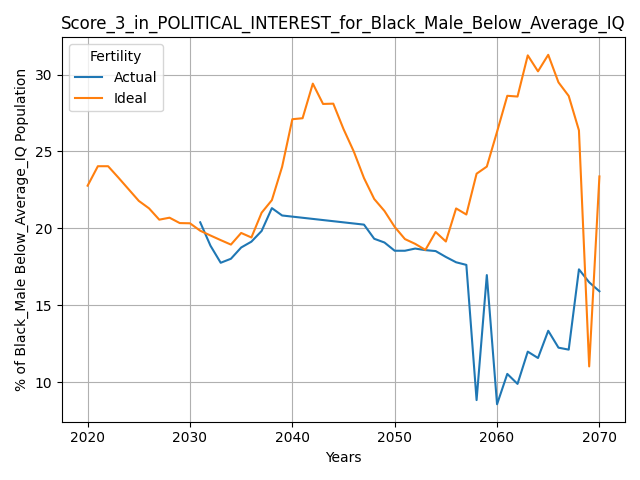 Score_3_in_POLITICAL_INTEREST_for_Black_Male_Below_Average_IQ
Fertility
Actual
Ideal
% of Black_Male Below_Average_IQ Population
30
25
20
15
10
2020 2030 2040 2050 2060 2070
Years